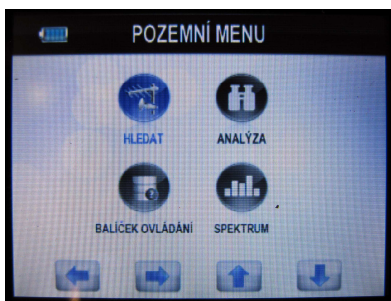 POZEMNÍ MENU
HLEDAT
ANALÝZA
BALÍČEK OVLÁDÁNÍ
SPEKTRUM